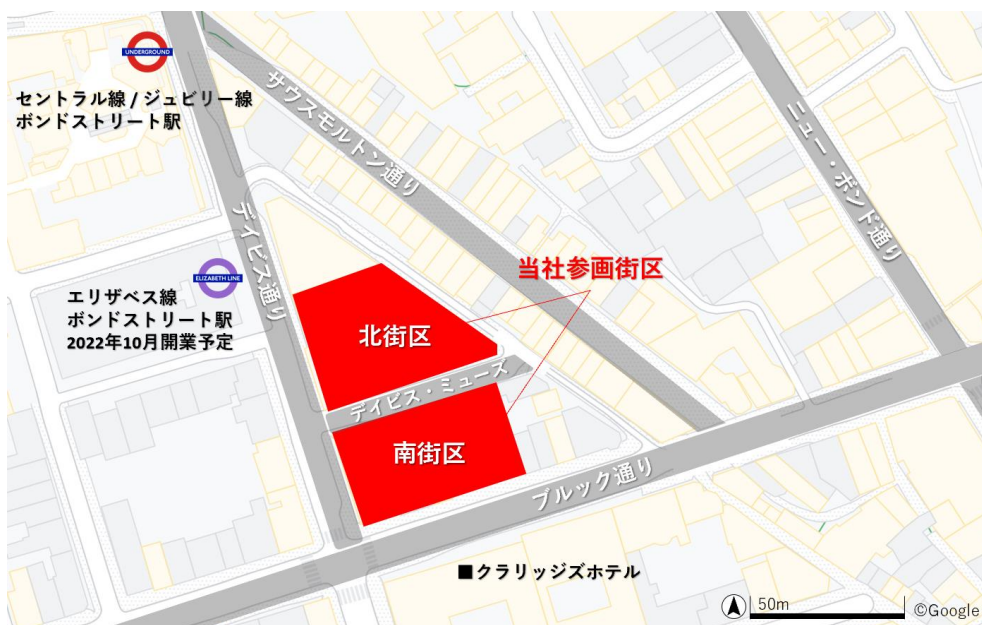 UNDERGROUND
セントラル線 / ジュビリー線
ボンドストリート駅
サウスモルトン通り
ニュー・ボンド通り
デイビス通り
ELIZABETH LINE
エリザベス線
ボンドストリート駅
2022年10月開業予定
当社参画街区
北街区
デイビス・ミューズ
南街区
ブルック通り
■クラリッジズホテル
50m
©Google